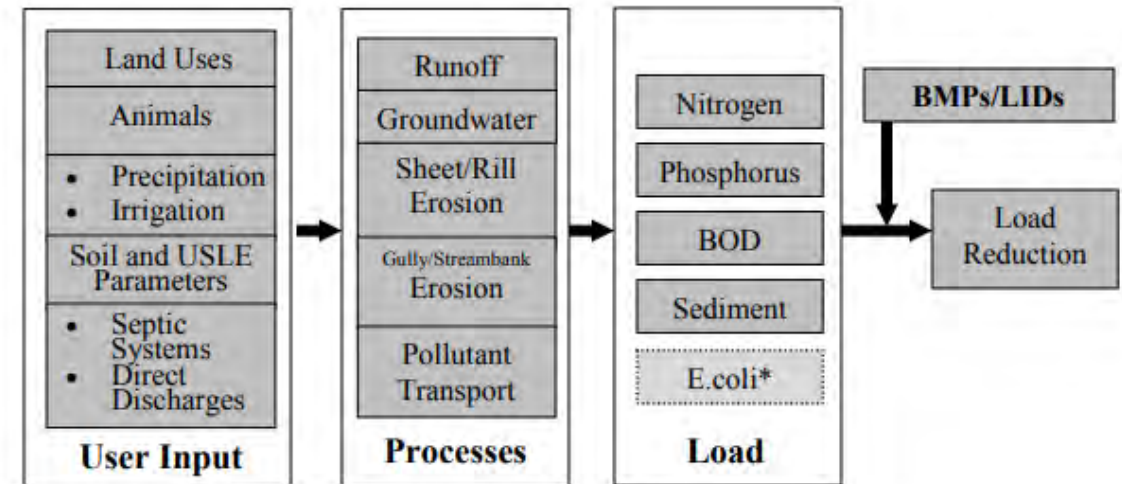 Land Uses
Animals
• Precipitation
• Irrigation
Soil and USLE
Parameters
• Septic
Systems
• Direct
Discharges
User Input
Runoff
Groundwater
Sheet/Rill
Erosion
Gully/Streambank
Erosion
Pollutant
Transport
Processes
Nitrogen
Phosphorus
BOD
Sediment
E.coli*
Load
BMPs/LIDs
Load
Reduction